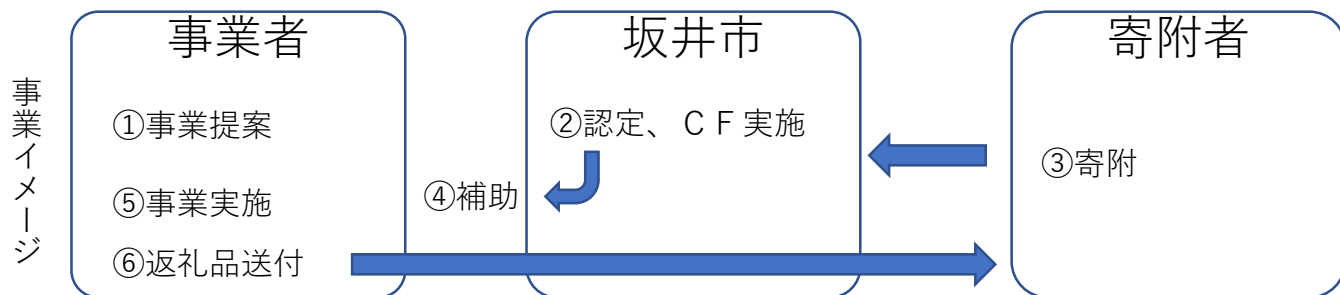 事業イメージ
事業者
①事業提案
⑤事業実施
⑥返礼品送付
④補助
坂井市
②認定、ＣＦ実施
寄附者
③寄附